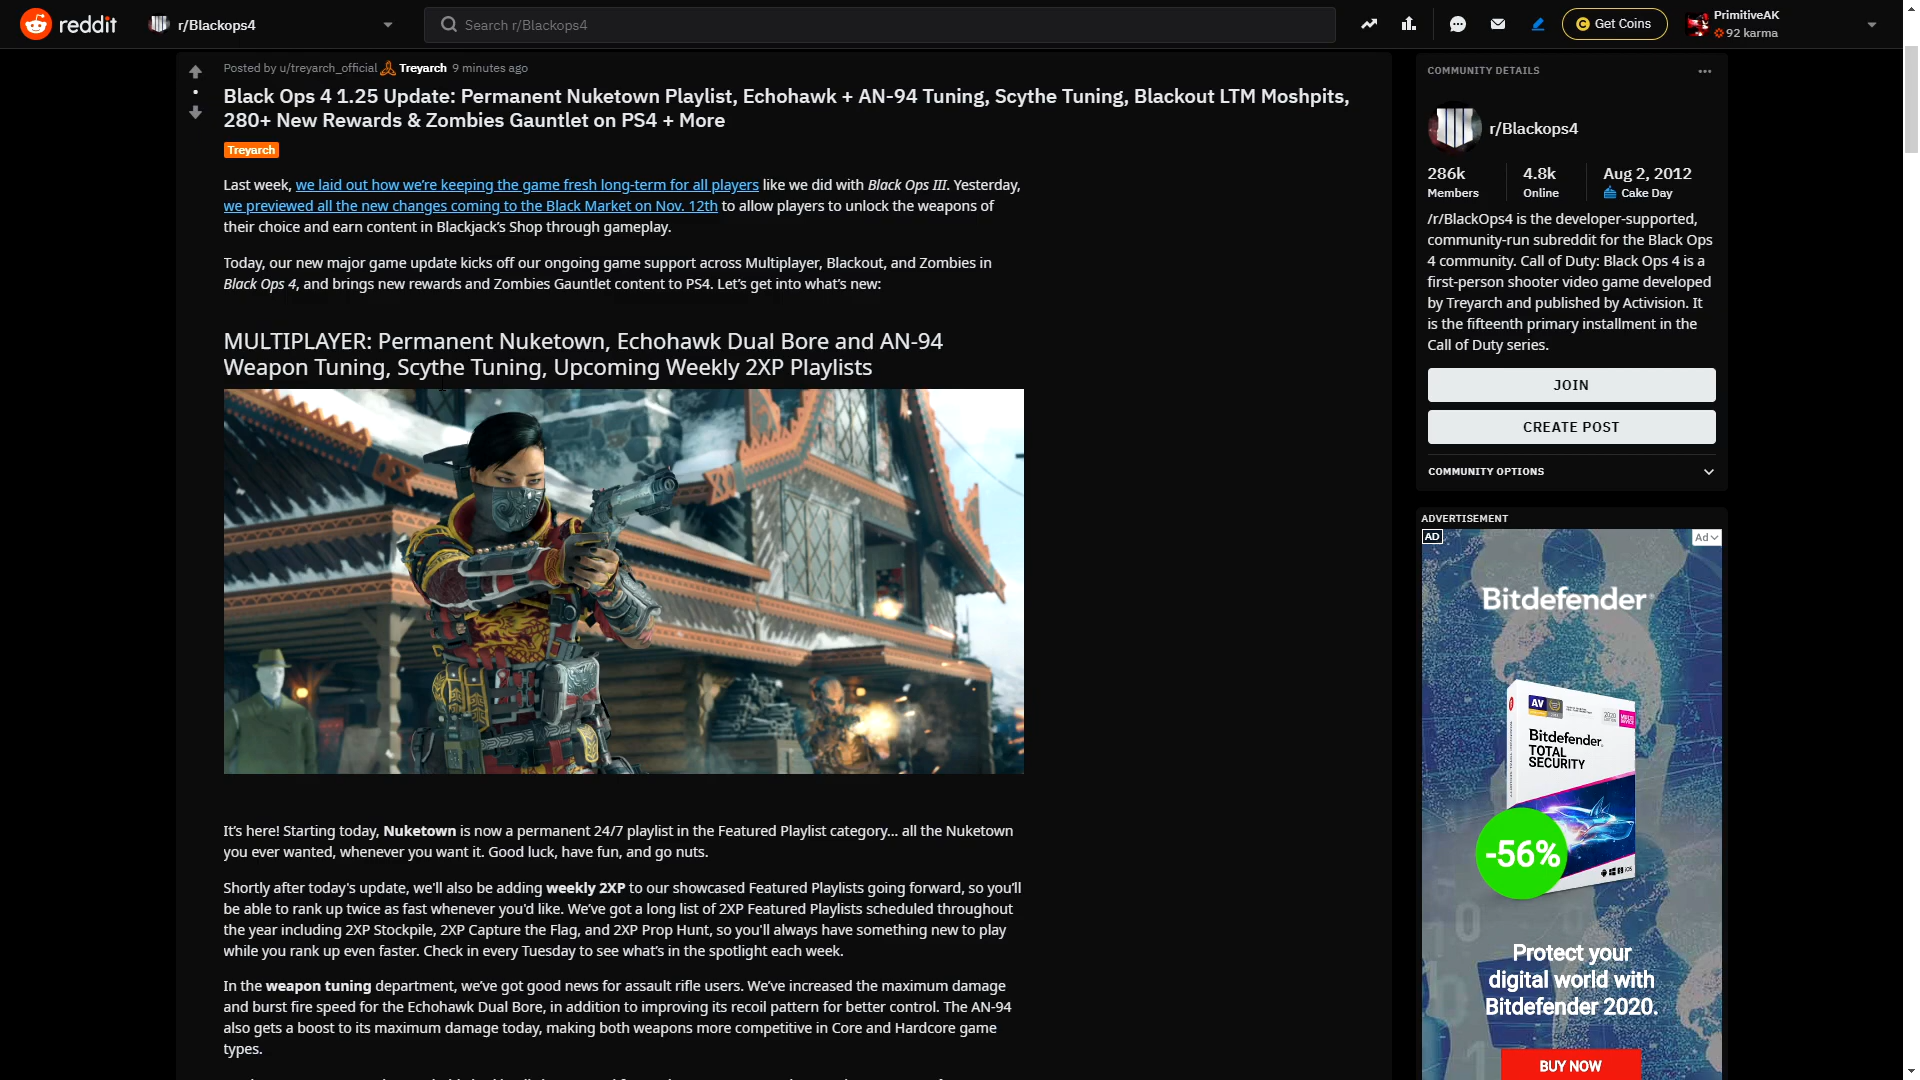 reddit
r/Blackops4
Search r/Blackops4
Get Coins
PrimitiveAK
92 karma
Posted by u/treyarch_official Treyarch 9 minutes ago
Black Ops 4 1.25 Update: Permanent Nuketown Playlist, Echohawk + AN-94 Tuning, Scythe Tuning, Blackout LTM Moshpits,
280+ New Rewards & Zombies Gauntlet on PS4 + More
Treyarch
Last week, we laid out how we're keeping the game fresh long-term for all players like we did with Black Ops III. Yesterday,
we previewed all the new changes coming to the Black Market on Nov. 12th to allow players to unlock the weapons of
their choice and earn content in Blackjack's Shop through gameplay.
Today, our new major game update kicks off our ongoing game support across Multiplayer, Blackout, and Zombies in
Black Ops 4, and brings new rewards and Zombies Gauntlet content to PS4. Let's get into what's new:
MULTIPLAYER: Permanent Nuketown, Echohawk Dual Bore and AN-94
Weapon Tuning, Scythe Tuning, Upcoming Weekly 2XP Playlists
It's here! Starting today, Nuketown is now a permanent 24/7 playlist in the Featured Playlist category... all the Nuketown
you ever wanted, whenever you want it. Good luck, have fun, and go nuts.
Shortly after today's update, we'll also be adding weekly 2XP to our showcased Featured Playlists going forward, so you'll
be able to rank up twice as fast whenever you'd like. We've got a long list of 2XP Featured Playlists scheduled throughout
the year including 2XP Stockpile, 2XP Capture the Flag, and 2XP Prop Hunt, so you'll always have something new to play
while you rank up even faster. Check in every Tuesday to see what's in the spotlight each week.
In the weapon tuning department, we've got good news for assault rifle users. We've increased the maximum damage
and burst fire speed for the Echohawk Dual Bore, in addition to improving its recoil pattern for better control. The AN-94
also gets a boost to its maximum damage today, making both weapons more competitive in Core and Hardcore game
types.
COMMUNITY DETAILS
r/Blackops4
286k
Members
4.8k
Online
Aug 2, 2012
Cake Day
/r/BlackOps4 is the developer-supported,
community-run subreddit for the Black Ops
4 community. Call of Duty: Black Ops 4 is a
first-person shooter video game developed
by Treyarch and published by Activision. It
is the fifteenth primary installment in the
Call of Duty series.
JOIN
CREATE POST
COMMUNITY OPTIONS
ADVERTISEMENT
AD
Ad
Bitdefender
AV
Bitdefender
TOTAL
SECURITY
-56%
Protect your
digital world with
Bitdefender 2020.
BUY NOW